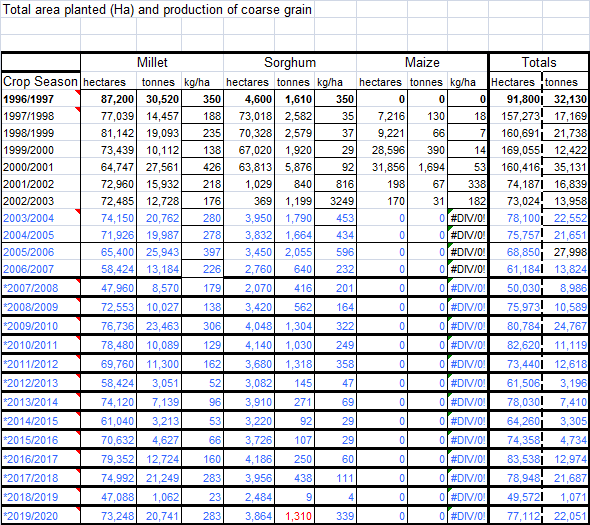 Total area planted (Ha) and production of coarse grain
Millet Sorghum Maize Totals
Crop Season hectares tonnes kg/ha hectares tonnes kg/ha hectares tonnes kg/ha Hectares tonnes
1996/1997 87,200 30,520 350 4,600 1,610 350 0 0 0 91,800 32,130
1997/1998 77,039 14,457 188 73,018 2,582 35 7,216 130 18 157,273 17,169
1998/1999 81,142 19,093 235 70,328 2,579 37 9,221 66 7 160,691 21,738
1999/2000 73,439 10,112 138 67,020 1,920 29 28,596 390 14 169,055 12,422
2000/2001 64,747 27,561 426 63,813 5,876 92 31,856 1,694 53 160,416 35,131
2001/2002 72,960 15,932 218 1,029 840 816 198 67 338 74,187 16,839
2002/2003 72,485 12,728 176 369 1,199 3249 170 31 182 73,024 13,958
2003/2004 74,150 20,762 280 3,950 1,790 453 0 0 #DIV/0! 78,100 22,552
2004/2005 71,926 19,987 278 3,832 1,664 434 0 0 #DIV/0! 75,757 21,651
2005/2006 65,400 25,943 397 3,450 2,055 596 0 0 #DIV/0! 68,850 27,998
2006/2007 58,424 13,184 226 2,760 640 232 0 0 #DIV/0! 61,184 13,824
*2007/2008 47,960 8,570 179 2,070 416 201 0 0 #DIV/0! 50,030 8,986
*2008/2009 72,553 10,027 138 3,420 562 164 0 0 #DIV/0! 75,973 10,589
*2009/2010 76,736 23,463 306 4,048 1,304 322 0 0 #DIV/0! 80,784 24,767
*2010/2011 78,480 10,089 129 4,140 1,030 249 0 0 #DIV/0! 82,620 11,119
*2011/2012 69,760 11,300 162 3,680 1,318 358 0 0 #DIV/0! 73,440 12,618
*2012/2013 58,424 3,051 52 3,082 145 47 0 0 #DIV/0! 61,506 3,196
*2013/2014 74,120 7,139 96 3,910 271 69 0 0 #DIV/0! 78,030 7,410
*2014/2015 61,040 3,213 53 3,220 92 29 0 0 #DIV/0! 64,260 3,305
*2015/2016 70,632 4,627 66 3,726 107 29 0 0 #DIV/0! 74,358 4,734
*2016/2017 79,352 12,724 160 4,186 250 60 0 0 #DIV/0! 83,538 12,974
*2017/2018 74,992 21,249 283 3,956 438 111 0 0 #DIV/0! 78,948 21,687
*2018/2019 47,088 1,062 23 2,484 9 4 0 0 #DIV/0! 49,572 1,071
*2019/2020 73,248 20,741 283 3,864 1,310 339 0 0 #DIV/0! 77,112 22,051